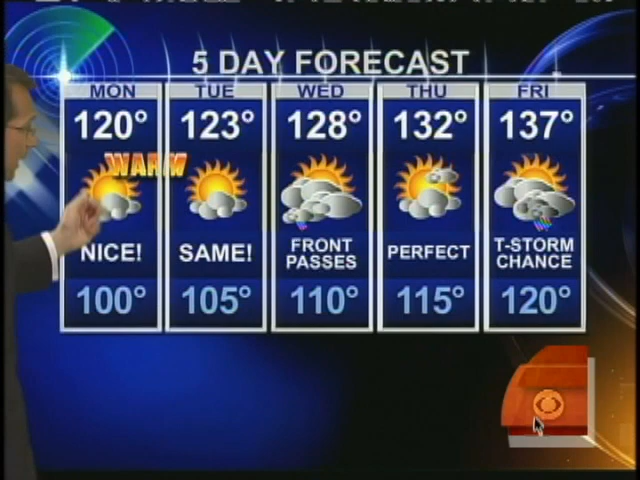 5 DAY FORECAST
MON TUE WED THU FRI
120° 123° 128° 132° 137°
WARM
NICE! SAME! FRONT PASSES PERFECT T-STORM CHANCE
100° 105° 110° 115° 120°